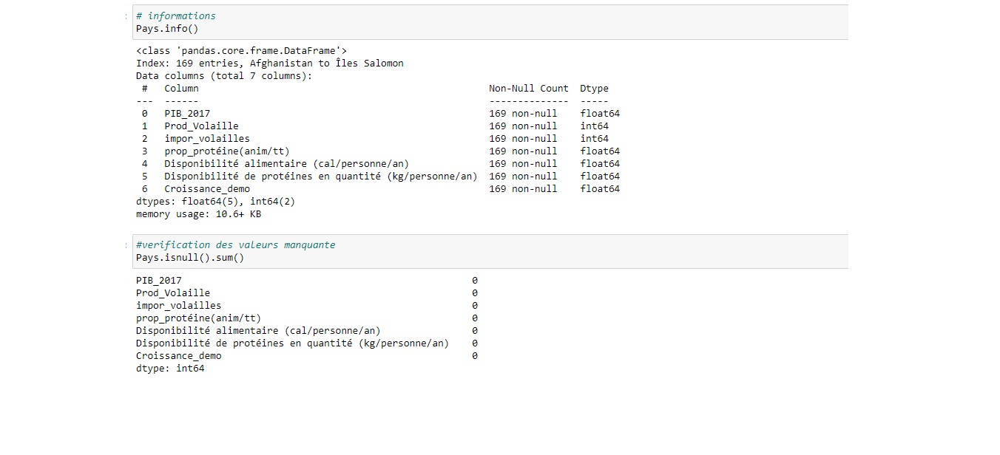 # informations
Pays.info()
<class 'pandas.core.frame.DataFrame'>
Index: 169 entries, Afghanistan to Îles Salomon
Data columns (total 7 columns):
 #   Column                                                   Non-Null Count  Dtype
---  ------                                                   --------------  -----
 0   PIB_2017                                                 169 non-null    float64
 1   Prod_Volaille                                            169 non-null    int64
 2   impor_volailles                                          169 non-null    int64
 3   prop_protéine(anim/tt)                                   169 non-null    float64
 4   Disponibilité alimentaire (cal/personne/an)              169 non-null    float64
 5   Disponibilité de protéines en quantité (kg/personne/an)  169 non-null    float64
 6   Croissance_demo                                          169 non-null    float64
dtypes: float64(5), int64(2)
memory usage: 10.6+ KB
#verification des valeurs manquante
Pays.isnull().sum()
PIB_2017                                                   0
Prod_Volaille                                              0
impor_volailles                                            0
prop_protéine(anim/tt)                                     0
Disponibilité alimentaire (cal/personne/an)                0
Disponibilité de protéines en quantité (kg/personne/an)    0
Croissance_demo                                            0
dtype: int64